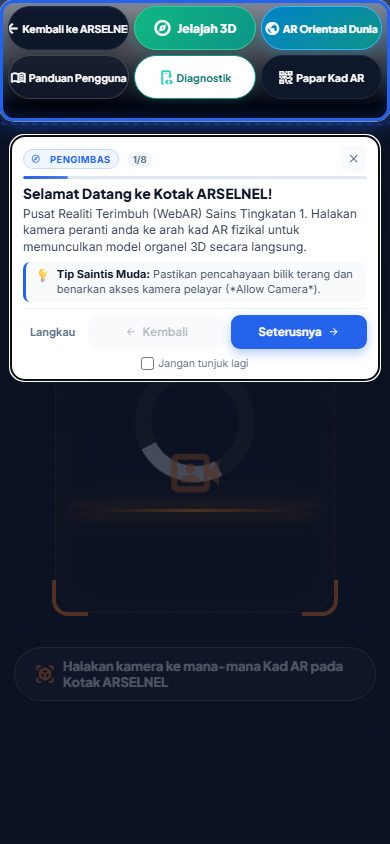 Kembali ke ARSELNE
Jelajah 3D
AR Orientasi Dunia
Panduan Pengguna
Diagnostik
Papar Kad AR
PENGIMBAS
1/8
Selamat Datang ke Kotak ARSELNEL!
Pusat Realiti Terimbuh (WebAR) Sains Tingkatan 1. Halakan
kamera peranti anda ke arah kad AR fizikal untuk
memunculkan model organel 3D secara langsung.
Tip Saintis Muda: Pastikan pencahayaan bilik terang dan
benarkan akses kamera pelayar (*Allow Camera*).
Langkau
← Kembali
Seterusnya →
Jangan tunjuk lagi
Halakan kamera ke mana-mana Kad AR pada
Kotak ARSELNEL